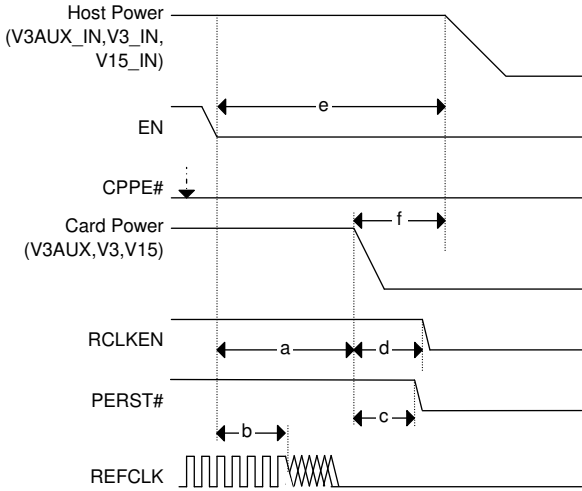 Host Power
(V3AUX_IN,V3_IN,
V15_IN)
e
EN
CPPE#
f
Card Power
(V3AUX,V3,V15)
RCLKEN
a
d
PERST#
c
b
REFCLK